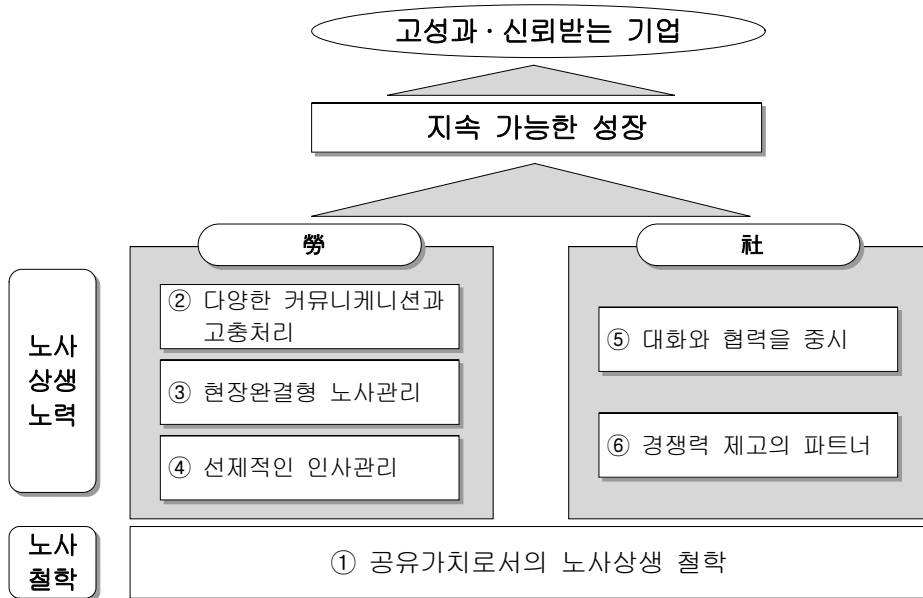 고성과 · 신뢰받는 기업
지속 가능한 성장
勞
社
노사
상생
노력
② 다양한 커뮤니케니션과
고충처리
③ 현장완결형 노사관리
④ 선제적인 인사관리
⑤ 대화와 협력을 중시
⑥ 경쟁력 제고의 파트너
노사
철학
① 공유가치로서의 노사상생 철학